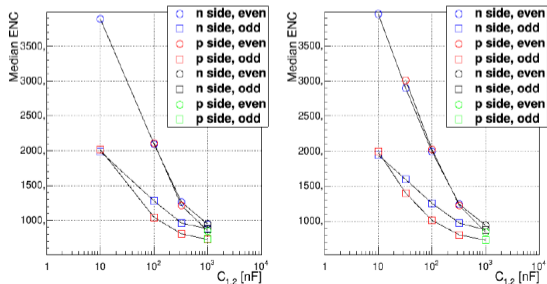 Median ENC
3500,
3000,
2500
2000
1500
1000
1
10
10²
10³
10⁴
C1,2 [nF]
n side, even
n side, odd
p side, even
p side, odd
n side, even
n side, odd
p side, even
p side, odd
Median ENC
3500,
3000,
2500,
2000
1500
1000
1
10
10²
10³
10⁴
C1,2 [nF]
n side, even
n side, odd
p side, even
p side, odd
n side, even
n side, odd
p side, even
p side, odd